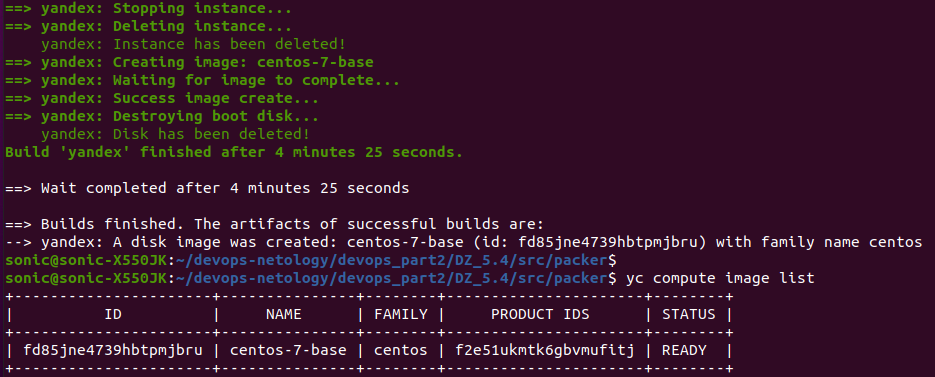 ==> yandex: Stopping instance...
==> yandex: Deleting instance...
    yandex: Instance has been deleted!
==> yandex: Creating image: centos-7-base
==> yandex: Waiting for image to complete...
==> yandex: Success image create...
==> yandex: Destroying boot disk...
    yandex: Disk has been deleted!
Build 'yandex' finished after 4 minutes 25 seconds.

==> Wait completed after 4 minutes 25 seconds

==> Builds finished. The artifacts of successful builds are:
--> yandex: A disk image was created: centos-7-base (id: fd85jne4739hbtpmjbru) with family name centos
sonic@sonic-X550JK:~/devops-netology/devops_part2/DZ_5.4/src/packer$
sonic@sonic-X550JK:~/devops-netology/devops_part2/DZ_5.4/src/packer$ yc compute image list
+----------------------+---------------+--------+----------------------+--------+
|          ID          |     NAME      | FAMILY |     PRODUCT IDS      | STATUS |
+----------------------+---------------+--------+----------------------+--------+
| fd85jne4739hbtpmjbru | centos-7-base | centos | f2e51ukmtk6gbvmufitj | READY  |
+----------------------+---------------+--------+----------------------+--------+